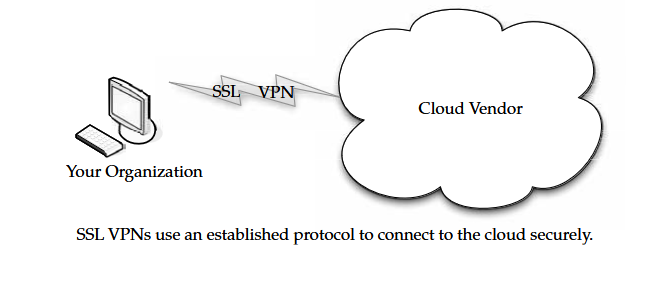 SSL VPN
Cloud Vendor
Your Organization
SSL VPNs use an established protocol to connect to the cloud securely.